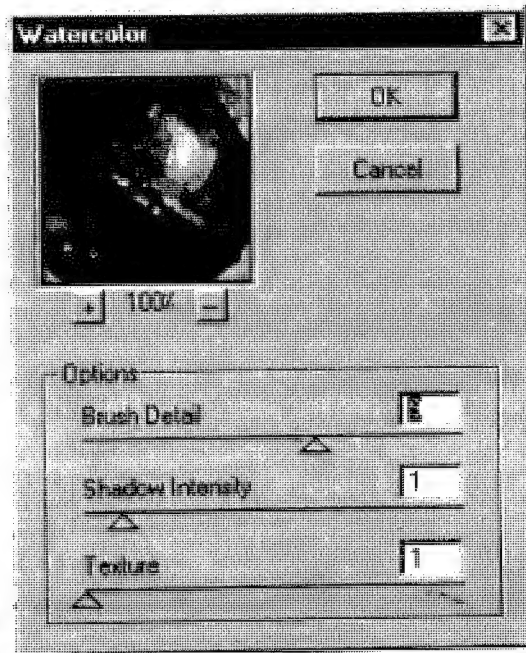 Watercolor
OK
Cancel
+ 100% −
Options
Brush Detail
Shadow Intensity
1
Texture
1